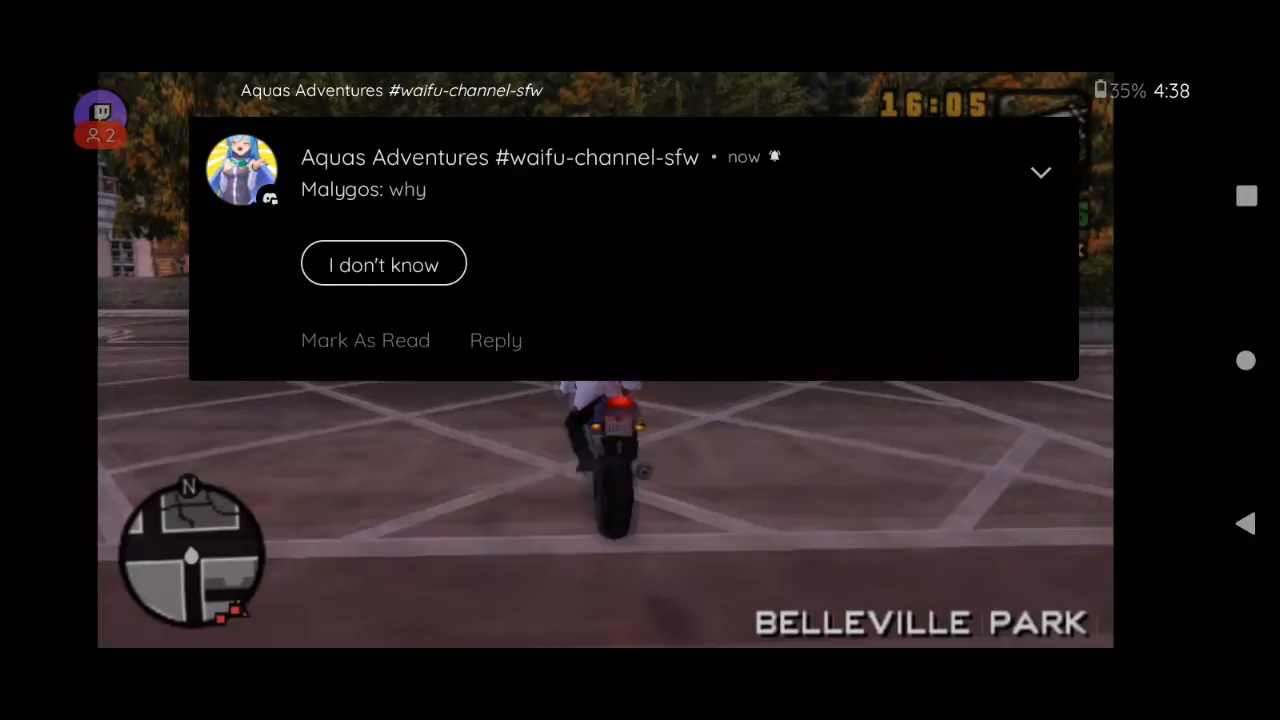 Aquas Adventures #waifu-channel-sfw
16:05
35% 4:38
2
Aquas Adventures #waifu-channel-sfw • now
Malygos: why
I don't know
Mark As Read Reply
N
BELLEVILLE PARK